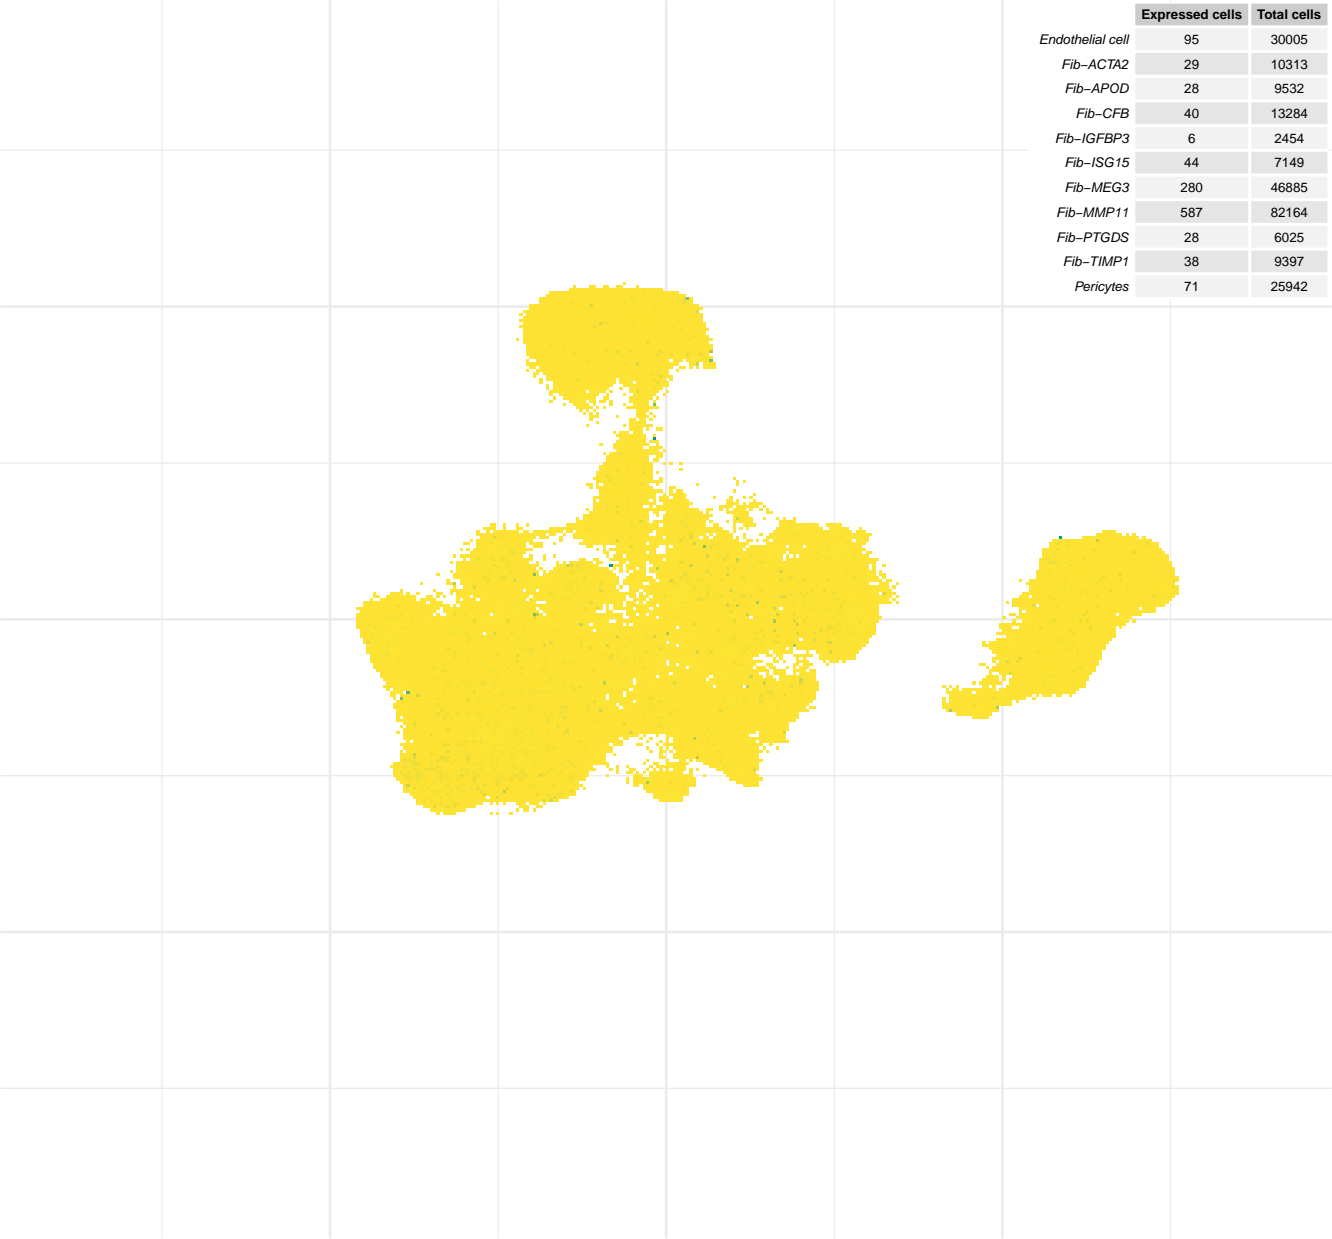 Expressed cells Total cells
Endothelial cell 95 30005
Fib−ACTA2 29 10313
Fib−APOD 28 9532
Fib−CFB 40 13284
Fib−IGFBP3 6 2454
Fib−ISG15 44 7149
Fib−MEG3 280 46885
Fib−MMP11 587 82164
Fib−PTGDS 28 6025
Fib−TIMP1 38 9397
Pericytes 71 25942